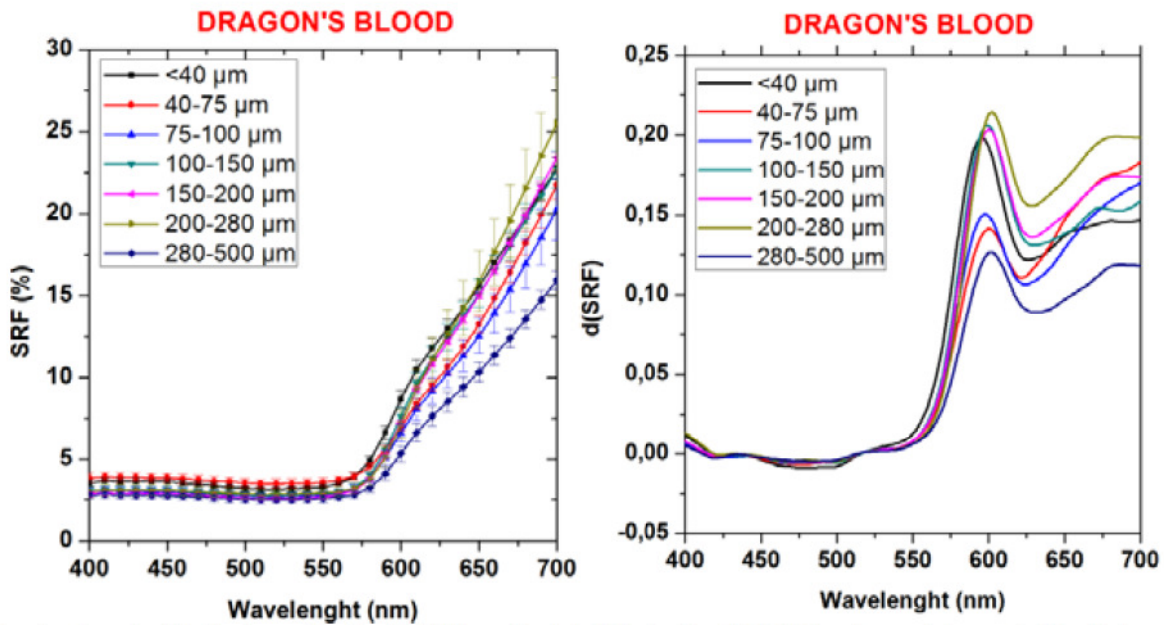 DRAGON'S BLOOD
30
25
20
15
10
5
0
SRF (%)
<40 µm
40-75 µm
75-100 µm
100-150 µm
150-200 µm
200-280 µm
280-500 µm
400 450 500 550 600 650 700
Wavelenght (nm)
DRAGON'S BLOOD
0,25
0,20
0,15
0,10
0,05
0,00
-0,05
d(SRF)
<40 µm
40-75 µm
75-100 µm
100-150 µm
150-200 µm
200-280 µm
280-500 µm
400 450 500 550 600 650 700
Wavelenght (nm)